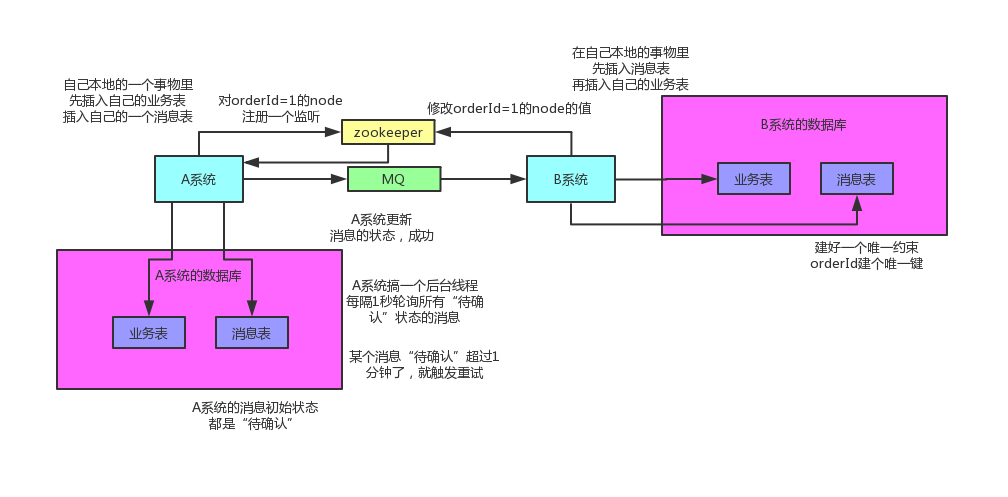 在自己本地的事物里
先插入消息表
再插入自己的业务表
自己本地的一个事物里
先插入自己的业务表
插入自己的一个消息表
对orderId=1的node
注册一个监听
修改orderId=1的node的值
zookeeper
B系统的数据库
A系统
MQ
B系统
业务表
消息表
A系统更新
消息的状态，成功
建好一个唯一约束
orderId建个唯一键
A系统的数据库
A系统搞一个后台线程
每隔1秒轮询所有“待确
认”状态的消息
业务表
消息表
某个消息“待确认”超过1
分钟了，就触发重试
A系统的消息初始状态
都是“待确认”